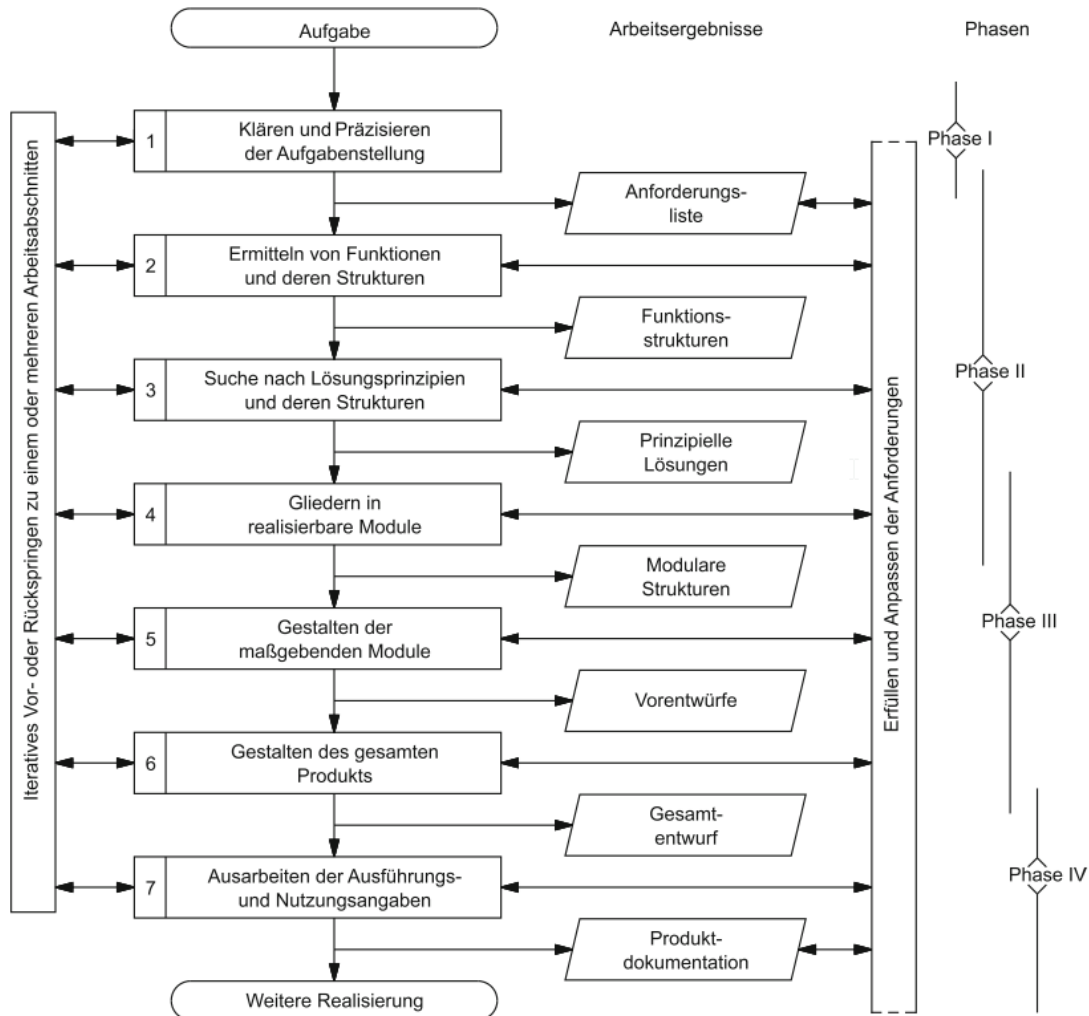 Aufgabe
Arbeitsergebnisse
Phasen
Iteratives Vor- oder Rückspringen zu einem oder mehreren Arbeitsabschnitten
1
Klären und Präzisieren
der Aufgabenstellung
Phase I
Anforderungs-
liste
2
Ermitteln von Funktionen
und deren Strukturen
Funktions-
strukturen
3
Suche nach Lösungsprinzipien
und deren Strukturen
Phase II
Prinzipielle
Lösungen
4
Gliedern in
realisierbare Module
Erfüllen und Anpassen der Anforderungen
Modulare
Strukturen
5
Gestalten der
maßgebenden Module
Phase III
Vorentwürfe
6
Gestalten des gesamten
Produkts
Gesamt-
entwurf
7
Ausarbeiten der Ausführungs-
und Nutzungsangaben
Phase IV
Produkt-
dokumentation
Weitere Realisierung